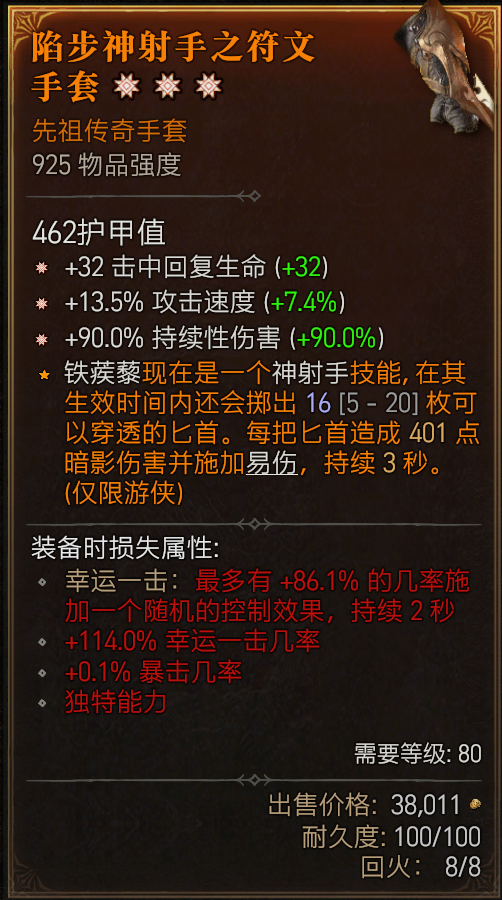 陷步神射手之符文
手套
先祖传奇手套
925 物品强度
462护甲值
+32 击中回复生命 (+32)
+13.5% 攻击速度 (+7.4%)
+90.0% 持续性伤害 (+90.0%)
铁蒺藜现在是一个神射手技能, 在其
生效时间内还会掷出 16 [5 - 20] 枚可
以穿透的匕首。每把匕首造成 401 点
暗影伤害并施加易伤，持续 3 秒。
(仅限游侠)
装备时损失属性:
幸运一击：最多有 +86.1% 的几率施
加一个随机的控制效果，持续 2 秒
+114.0% 幸运一击几率
+0.1% 暴击几率
独特能力
需要等级: 80
出售价格: 38,011
耐久度: 100/100
回火： 8/8